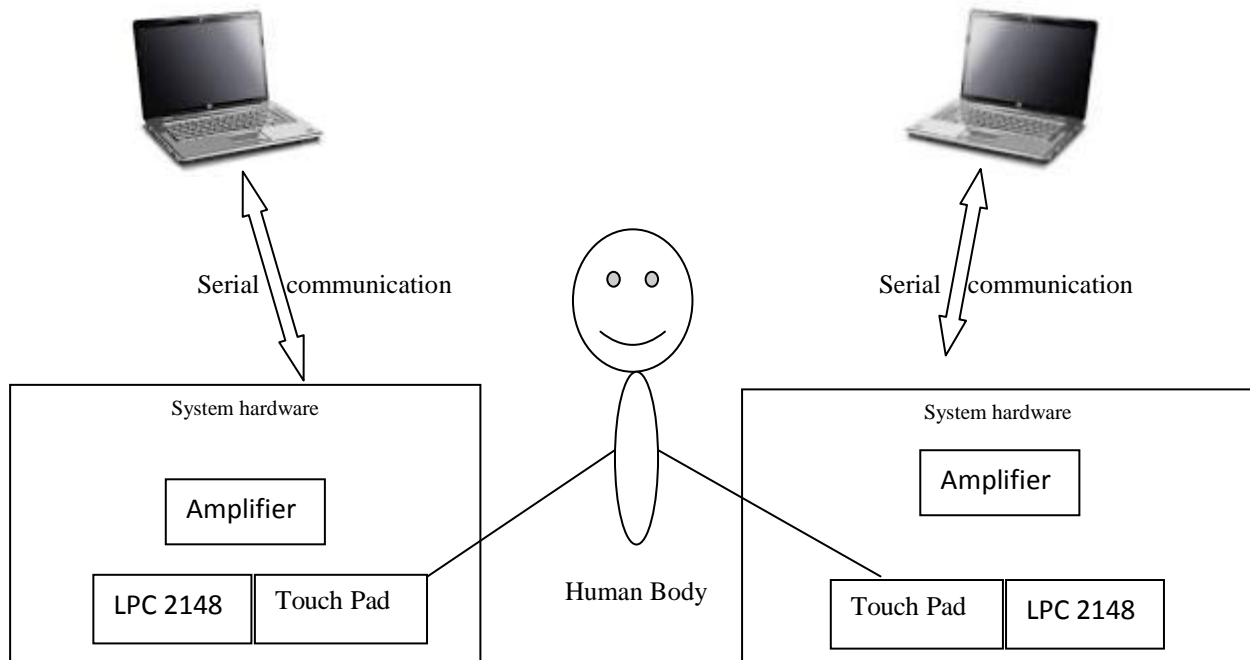 Serial communication
Serial communication
System hardware
System hardware
Amplifier
Amplifier
LPC 2148
Touch Pad
Human Body
Touch Pad
LPC 2148